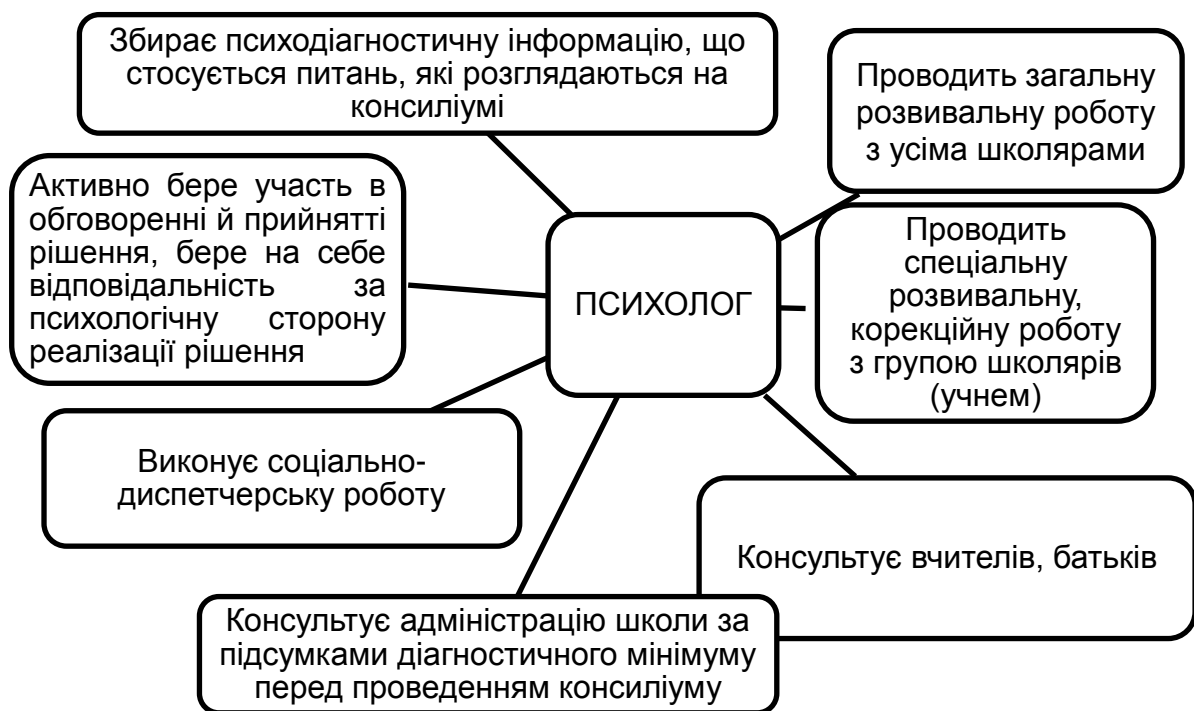 Збирає психодіагностичну інформацію, що
стосується питань, які розглядаються на
консиліумі
Проводить загальну
розвивальну роботу
з усіма школярами
Активно бере участь в
обговоренні й прийнятті
рішення, бере на себе
відповідальність за
психологічну сторону
реалізації рішення
ПСИХОЛОГ
Проводить
спеціальну
розвивальну,
корекційну роботу
з групою школярів
(учнем)
Виконує соціально-
диспетчерську роботу
Консультує вчителів, батьків
Консультує адміністрацію школи за
підсумками діагностичного мінімуму
перед проведенням консиліуму